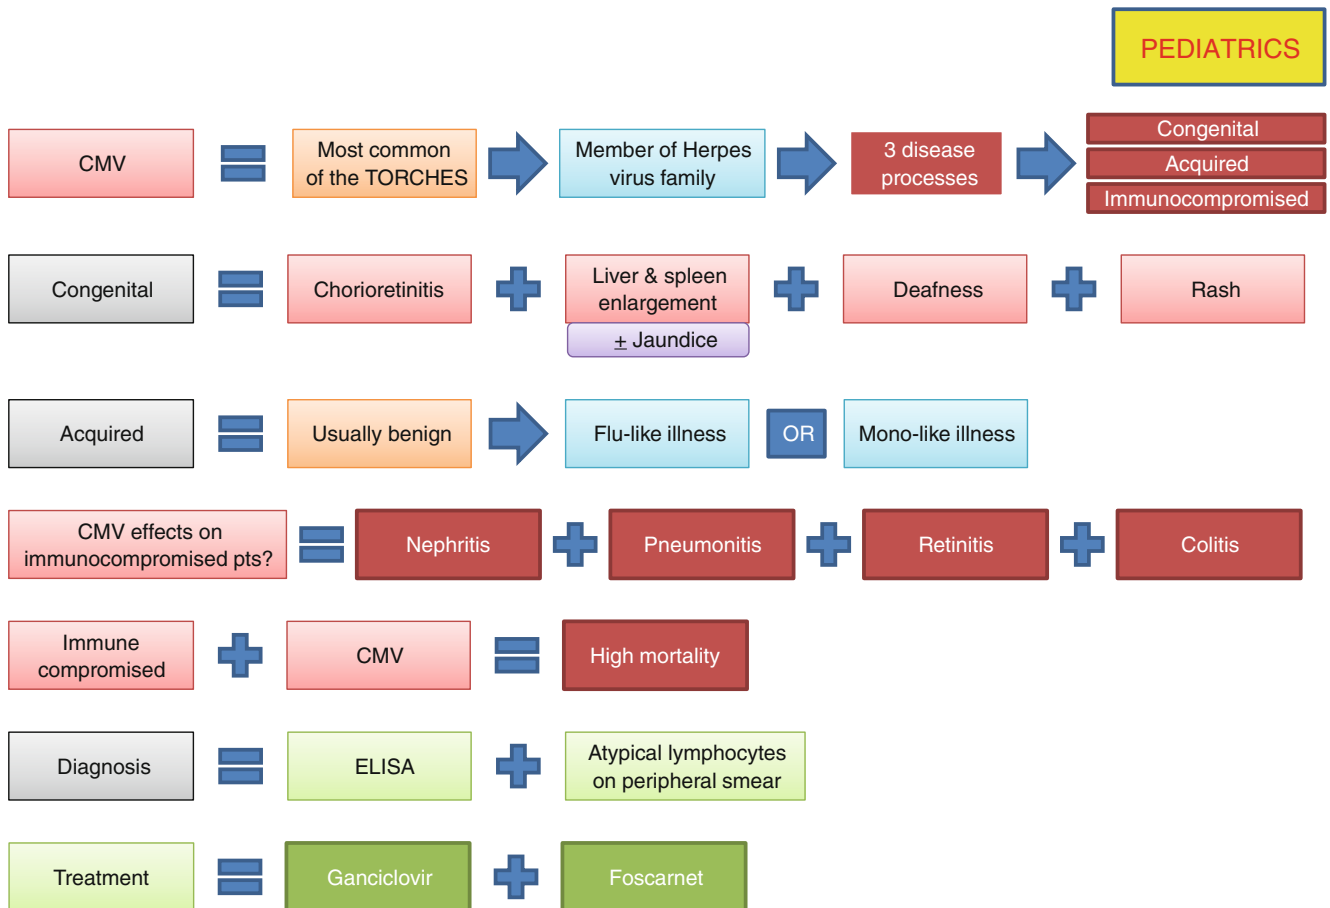 PEDIATRICS
CMV
Most common
of the TORCHES
Member of Herpes
virus family
3 disease
processes
Congenital
Acquired
Immunocompromised
Congenital
Chorioretinitis
Liver & spleen
enlargement
± Jaundice
Deafness
Rash
Acquired
Usually benign
Flu-like illness
OR
Mono-like illness
CMV effects on
immunocompromised pts?
Nephritis
Pneumonitis
Retinitis
Colitis
Immune
compromised
CMV
High mortality
Diagnosis
ELISA
Atypical lymphocytes
on peripheral smear
Treatment
Ganciclovir
Foscarnet